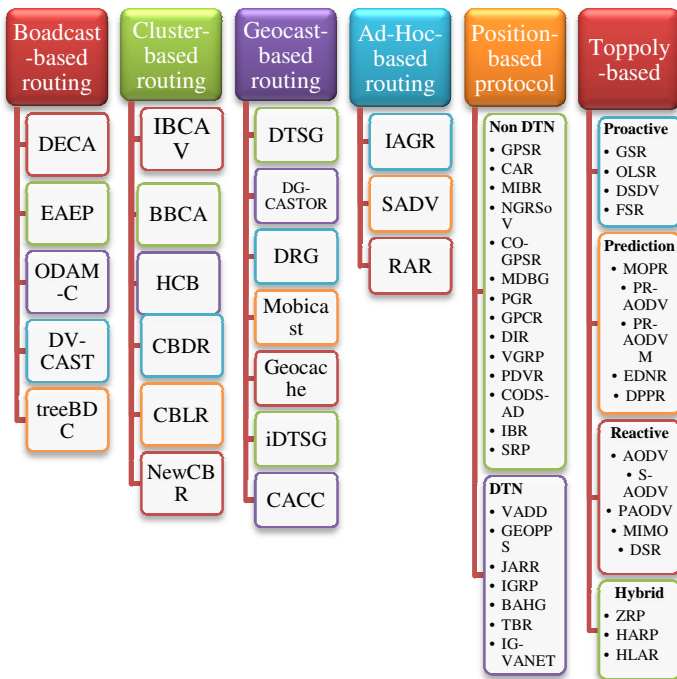 Boadcast
-based
routing
DECA
EAEP
ODAM
-C
DV-
CAST
treeBD
C
Cluster-
based
routing
IBCA
V
BBCA
HCB
CBDR
CBLR
NewCB
R
Geocast-
based
routing
DTSG
DG-
CASTOR
DRG
Mobica
st
Geoca
che
iDTSG
CACC
Ad-Hoc-
based
routing
IAGR
SADV
RAR
Position-
based
protocol
Non DTN
• GPSR
• CAR
• MIBR
• NGRSo
V
• CO-
GPSR
• MDBG
• PGR
• GPCR
• DIR
• VGRP
• PDVR
• CODS-
AD
• IBR
• SRP
DTN
• VADD
• GEOPP
S
• JARR
• IGRP
• BAHG
• TBR
• IG-
VANET
Toppoly
-based
Proactive
• GSR
• OLSR
• DSDV
• FSR
Prediction
• MOPR
• PR-
AODV
• PR-
AODV
M
• EDNR
• DPPR
Reactive
• AODV
• S-
AODV
• PAODV
• MIMO
• DSR
Hybrid
• ZRP
• HARP
• HLAR